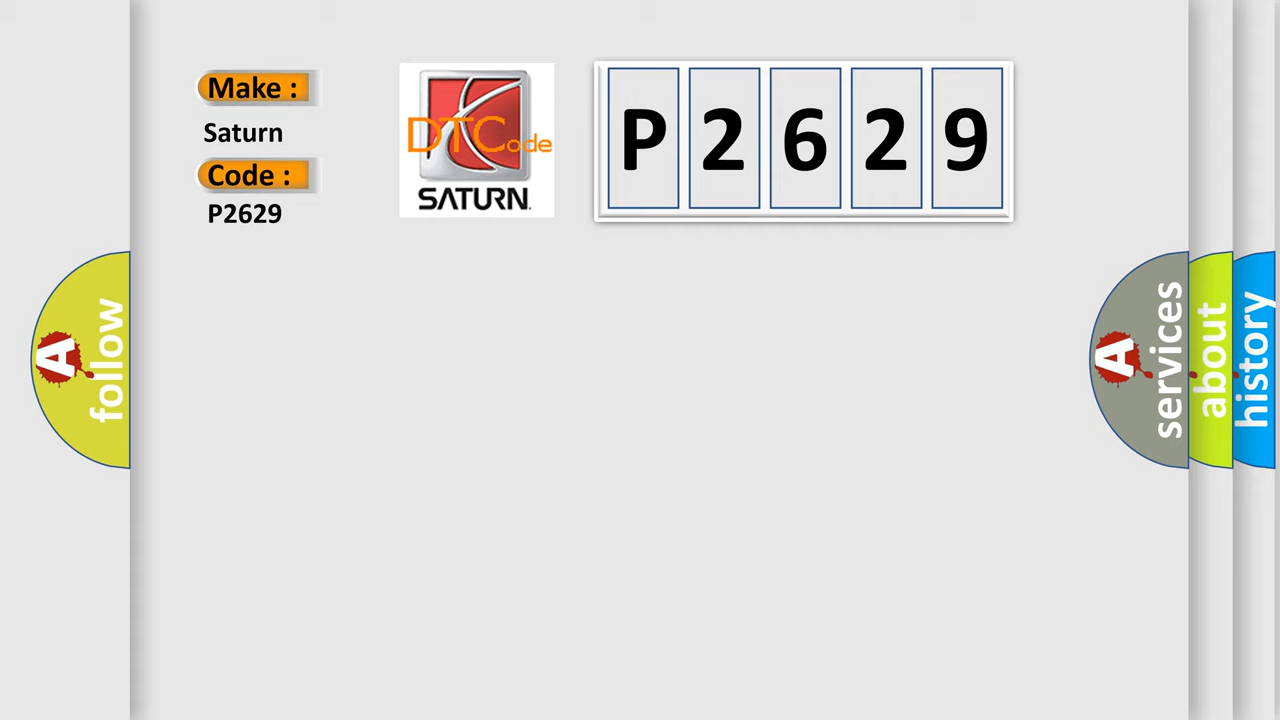 Make :
Saturn
Code :
P2629
DTCode
SATURN
P 2 6 2 9
A follow
A services
about
history